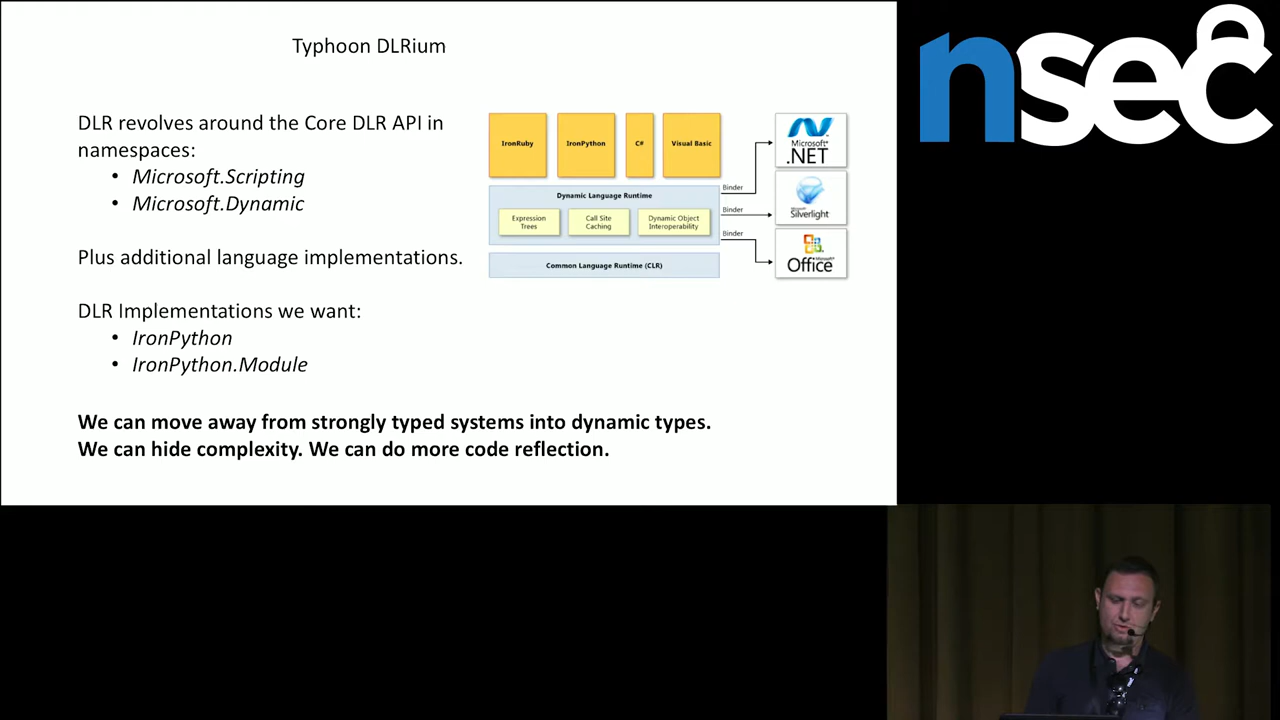 Typhoon DLRium
DLR revolves around the Core DLR API in
namespaces:
• Microsoft.Scripting
• Microsoft.Dynamic
Plus additional language implementations.
DLR Implementations we want:
• IronPython
• IronPython.Module
We can move away from strongly typed systems into dynamic types.
We can hide complexity. We can do more code reflection.
IronRuby
IronPython
C#
Visual Basic
Dynamic Language Runtime
Expression
Trees
Call Site
Caching
Dynamic Object
Interoperability
Common Language Runtime (CLR)
Binder
Binder
Binder
Microsoft®
.NET
Microsoft®
Silverlight
Microsoft®
Office
nsec